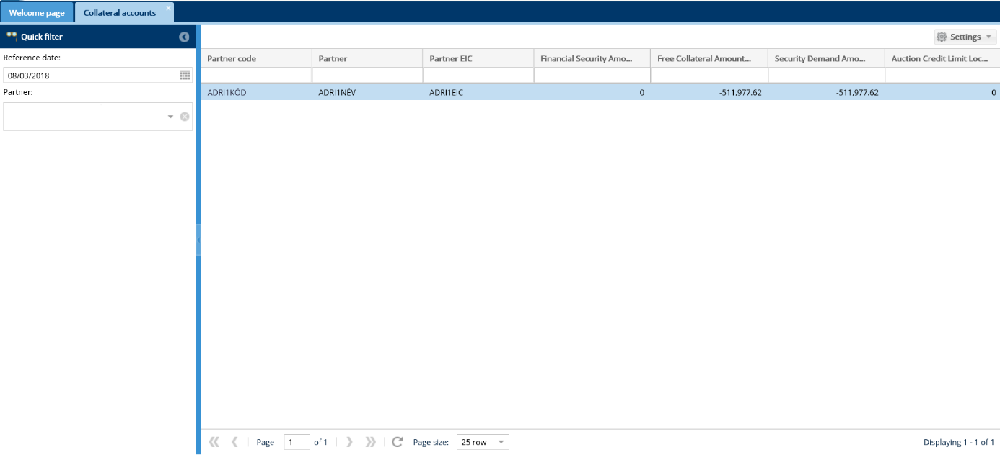 Welcome page
Collateral accounts
Quick filter
Reference date:
08/03/2018
Partner:
Settings
Partner code Partner Partner EIC Financial Security Amo... Free Collateral Amount... Security Demand Amo... Auction Credit Limit Loc...
ADRI1KÓD ADRI1NÉV ADRI1EIC 0 -511,977.62 -511,977.62 0
Page 1 of 1 Page size: 25 row Displaying 1 - 1 of 1